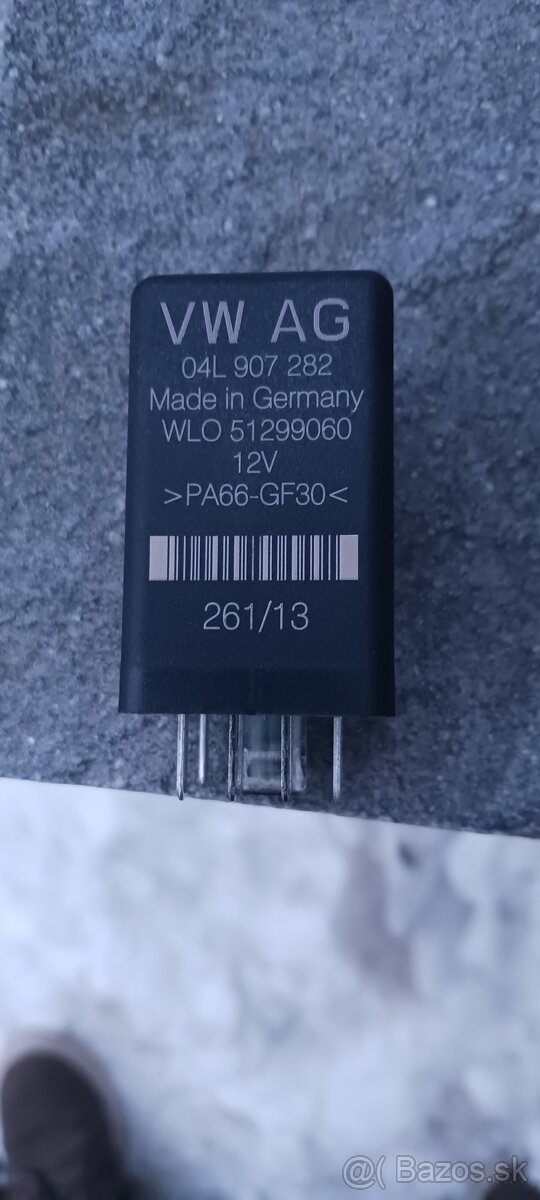 VW AG
04L 907 282
Made in Germany
WLO 51299060
12V
>PA66-GF30<
261/13
@( Bazos.sk